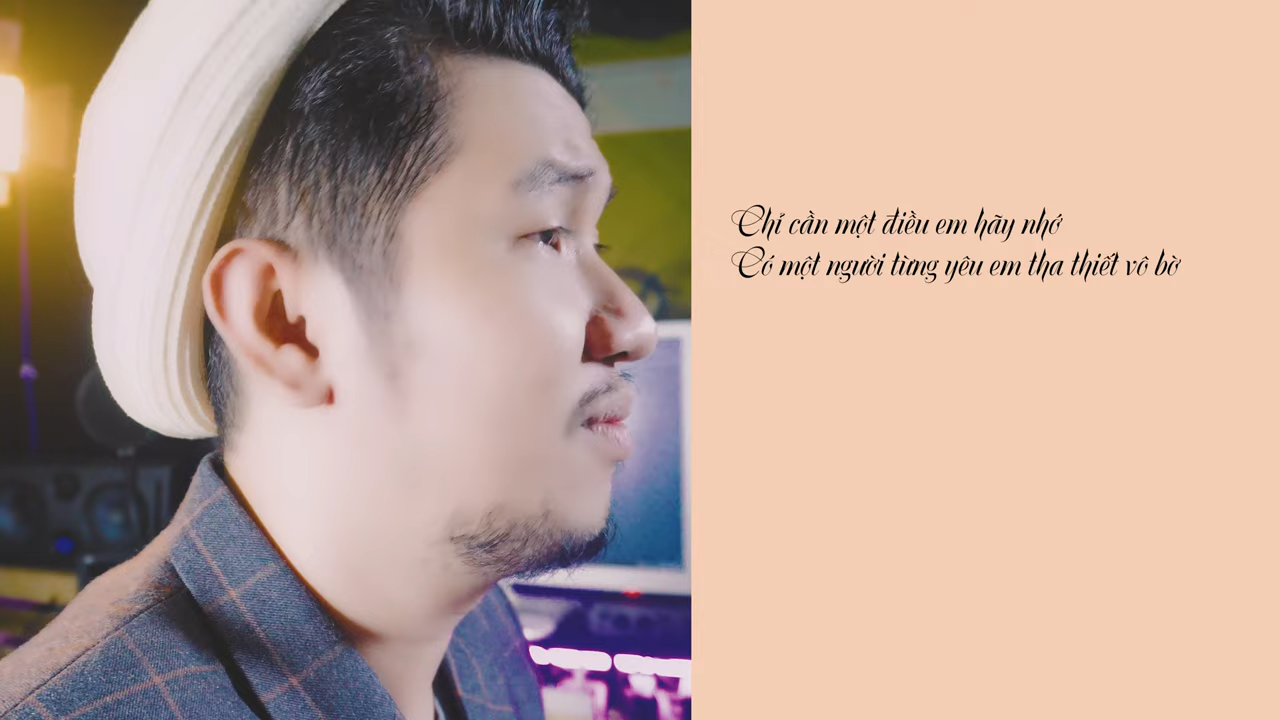 Chỉ cần một điều em hãy nhớ
Có một người từng yêu em tha thiết vô bờ